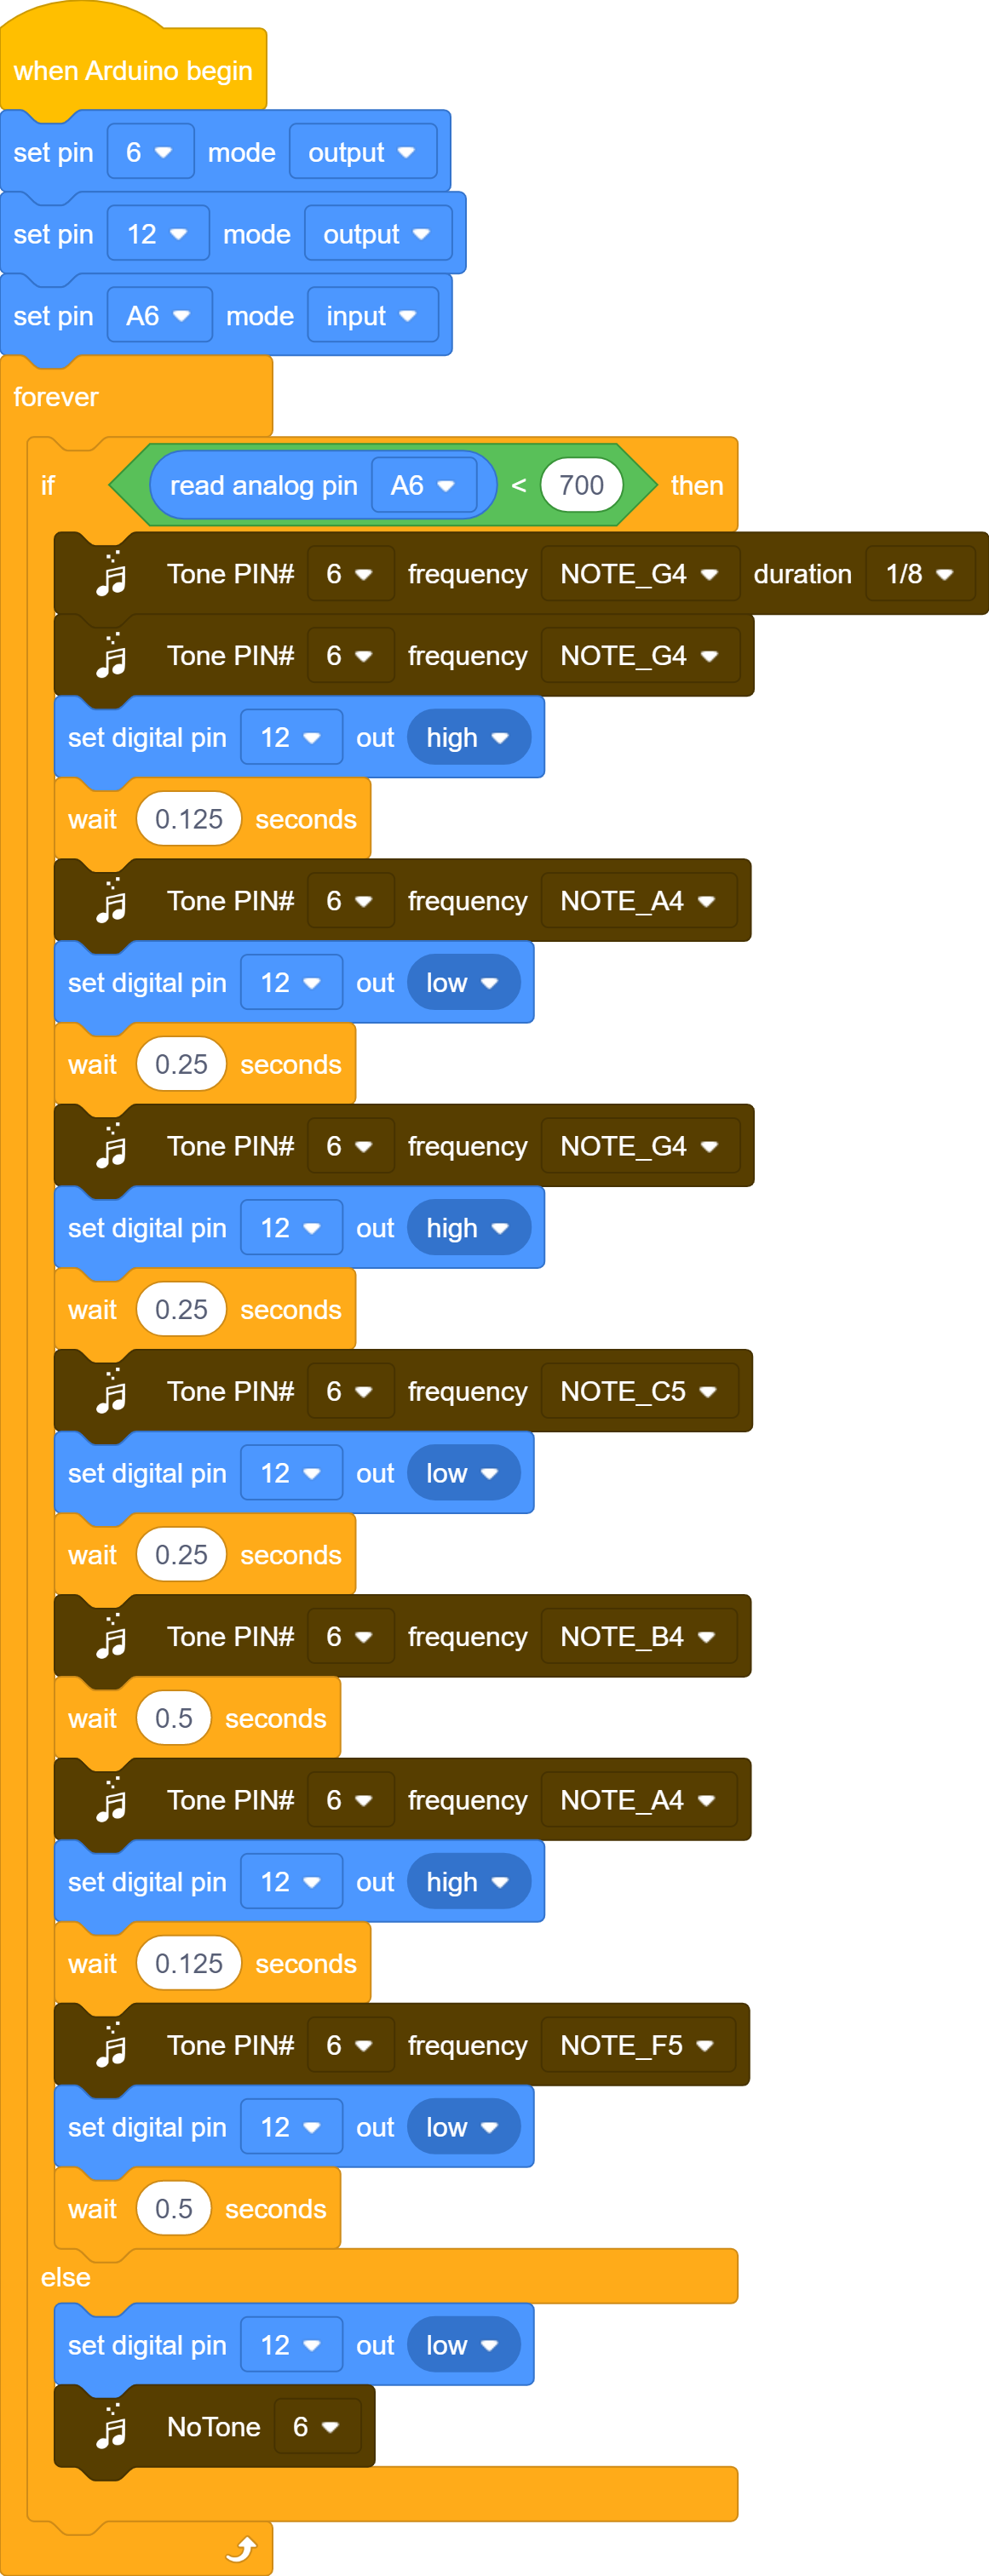 when Arduino begin
set pin 6 mode output
set pin 12 mode output
set pin A6 mode input
forever
if read analog pin A6 < 700 then
Tone PIN# 6 frequency NOTE_G4 duration 1/8
Tone PIN# 6 frequency NOTE_G4
set digital pin 12 out high
wait 0.125 seconds
Tone PIN# 6 frequency NOTE_A4
set digital pin 12 out low
wait 0.25 seconds
Tone PIN# 6 frequency NOTE_G4
set digital pin 12 out high
wait 0.25 seconds
Tone PIN# 6 frequency NOTE_C5
set digital pin 12 out low
wait 0.25 seconds
Tone PIN# 6 frequency NOTE_B4
wait 0.5 seconds
Tone PIN# 6 frequency NOTE_A4
set digital pin 12 out high
wait 0.125 seconds
Tone PIN# 6 frequency NOTE_F5
set digital pin 12 out low
wait 0.5 seconds
else
set digital pin 12 out low
NoTone 6